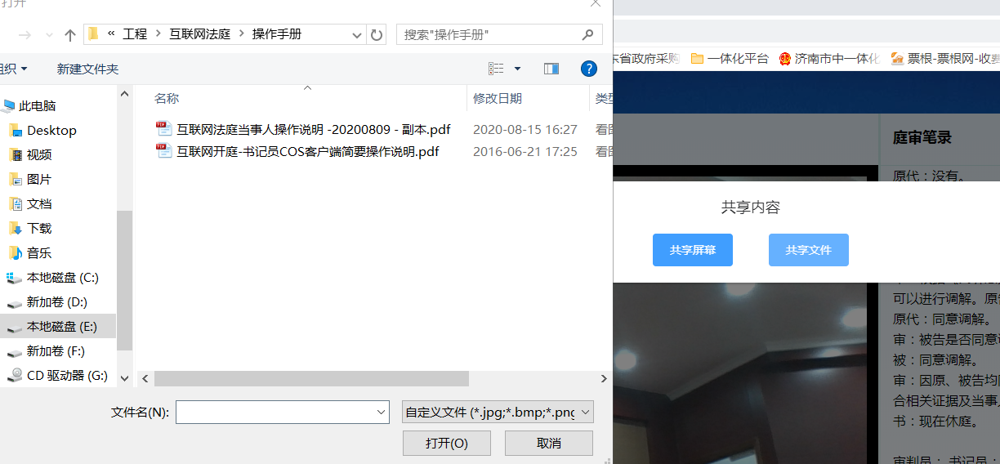 打开
« 工程 > 互联网法庭 > 操作手册
搜索"操作手册"
组织
新建文件夹
此电脑
Desktop
视频
图片
文档
下载
音乐
本地磁盘 (C:)
新加卷 (D:)
本地磁盘 (E:)
新加卷 (F:)
CD 驱动器 (G:)
名称 修改日期 类型
互联网法庭当事人操作说明 -20200809 - 副本.pdf 2020-08-15 16:27 看图
互联网开庭-书记员COS客户端简要操作说明.pdf 2016-06-21 17:25 看图
文件名(N):
自定义文件 (*.jpg;*.bmp;*.png
打开(O) 取消
东省政府采购 一体化平台 济南市中一体化 票根-票根网-收费
庭审笔录
原代：没有。
共享内容
共享屏幕 共享文件
可以进行调解。原告
原代：同意调解。
审：被告是否同意调
被：同意调解。
审：因原、被告均同
合相关证据及当事人
书：现在休庭。
审判员： 书记员：